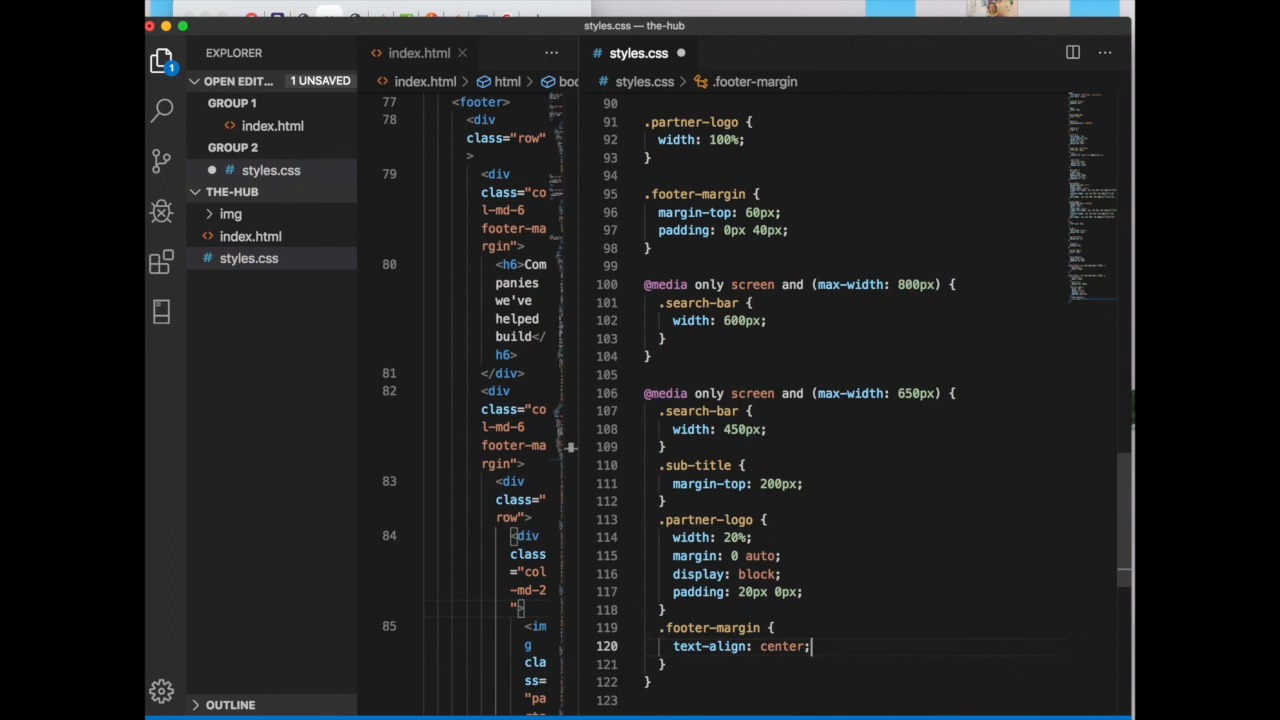 styles.css — the-hub
EXPLORER
index.html
styles.css
OPEN EDIT... 1 UNSAVED
GROUP 1
index.html
GROUP 2
styles.css
THE-HUB
img
index.html
styles.css
OUTLINE
1
index.html > html > boc
77 <footer>
78 <div
class="row"
>
79 <div
class="co
l-md-6
footer-ma
rgin">
80 <h6>Com
panies
we've
helped
build</
h6>
81 </div>
82 <div
class="co
l-md-6
footer-ma
rgin">
83 <div
class="
row">
84 <div
class
="col
-md-2
">
85 <im
g
cla
ss=
"pa
styles.css > .footer-margin
90
91 .partner-logo {
92 width: 100%;
93 }
94
95 .footer-margin {
96 margin-top: 60px;
97 padding: 0px 40px;
98 }
99
100 @media only screen and (max-width: 800px) {
101 .search-bar {
102 width: 600px;
103 }
104 }
105
106 @media only screen and (max-width: 650px) {
107 .search-bar {
108 width: 450px;
109 }
110 .sub-title {
111 margin-top: 200px;
112 }
113 .partner-logo {
114 width: 20%;
115 margin: 0 auto;
116 display: block;
117 padding: 20px 0px;
118 }
119 .footer-margin {
120 text-align: center;
121 }
122 }
123